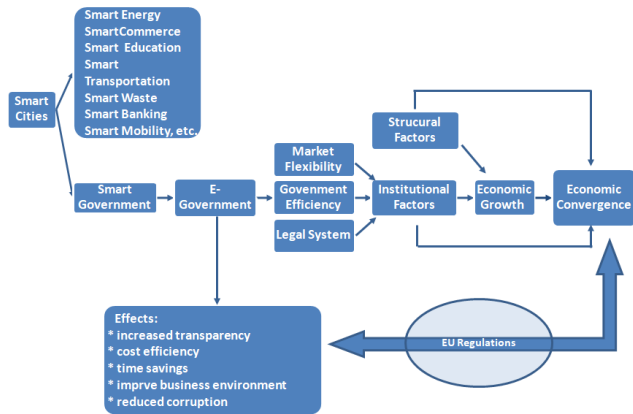 Smart Energy
SmartCommerce
Smart Education
Smart
Transportation
Smart Waste
Smart Banking
Smart Mobility, etc.
Smart
Cities
Strucural
Factors
Market
Flexibility
Smart
Government
E-
Government
Govenment
Efficiency
Institutional
Factors
Economic
Growth
Economic
Convergence
Legal System
Effects:
* increased transparency
* cost efficiency
* time savings
* imprve business environment
* reduced corruption
EU Regulations